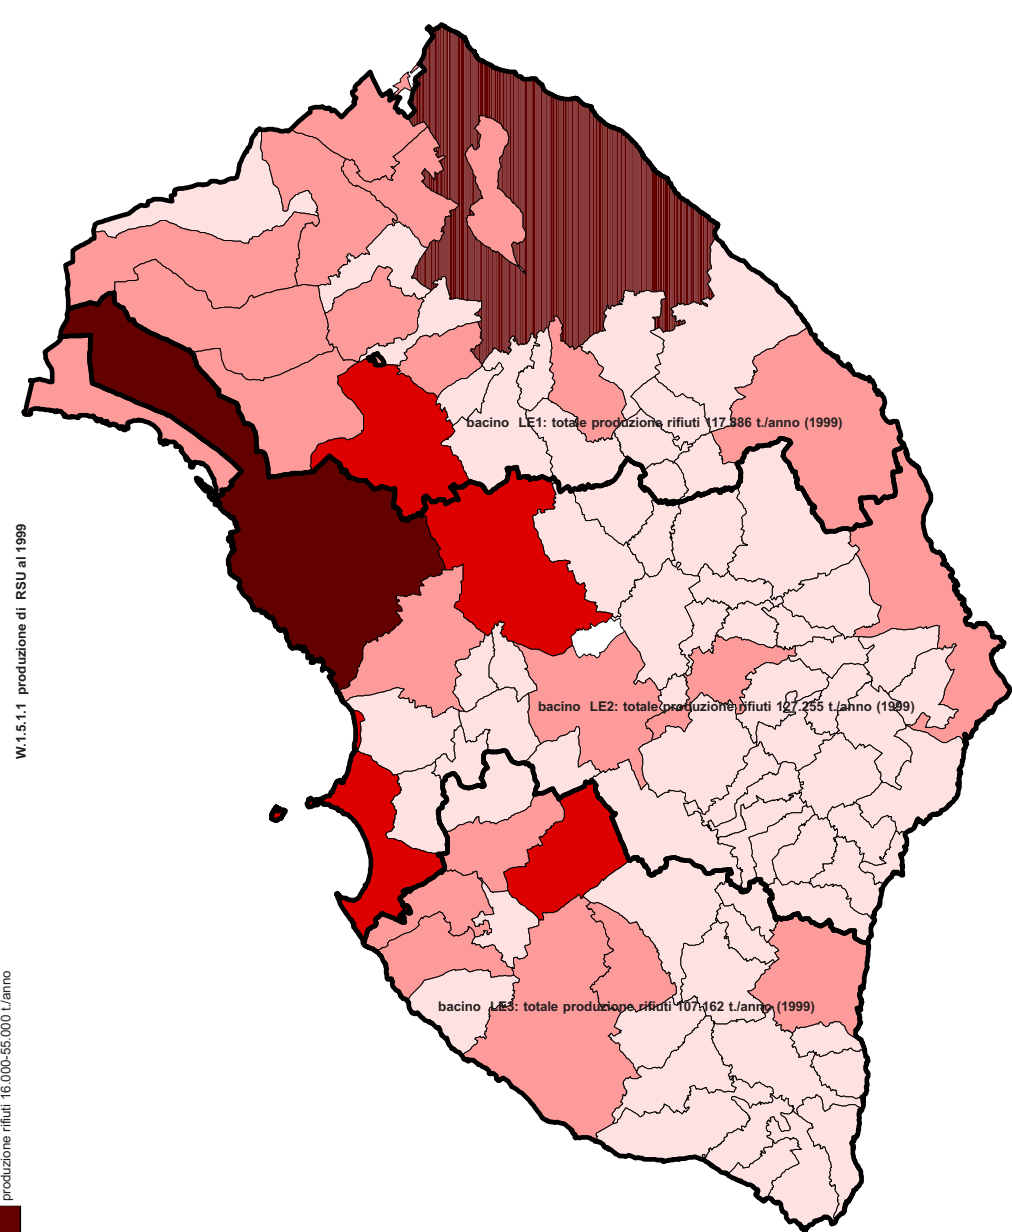 W.1.5.1.1 produzione di RSU al 1999
produzione rifiuti 16.000-55.000 t./anno
bacino LE1: totale produzione rifiuti 117.886 t./anno (1999)
bacino LE2: totale produzione rifiuti 127.255 t./anno (1999)
bacino LE3: totale produzione rifiuti 107.162 t./anno (1999)